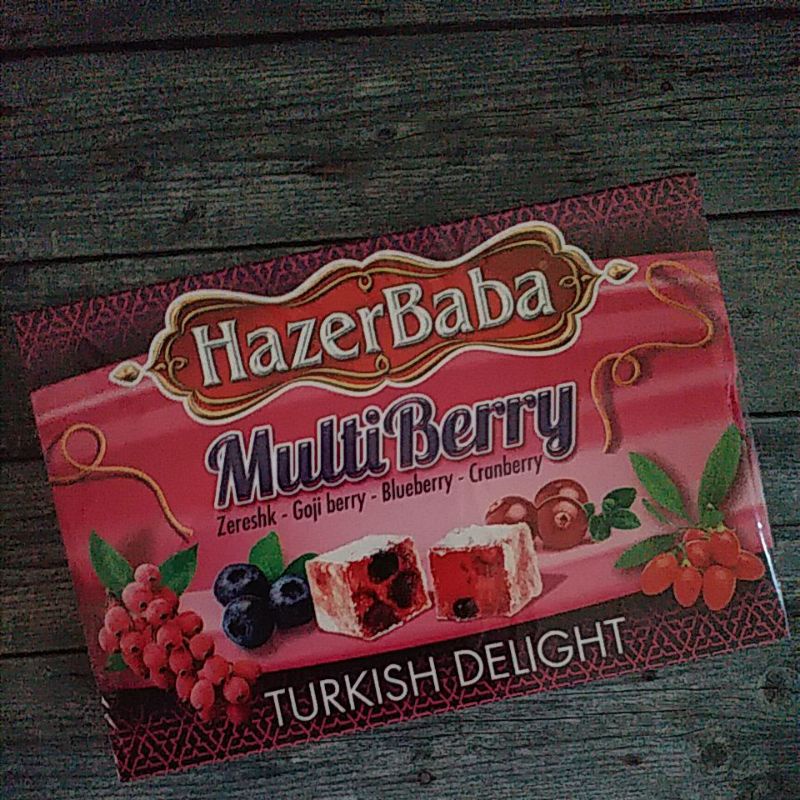 HazerBaba
MultiBerry
Zereshk - Goji berry - Blueberry - Cranberry
TURKISH DELIGHT